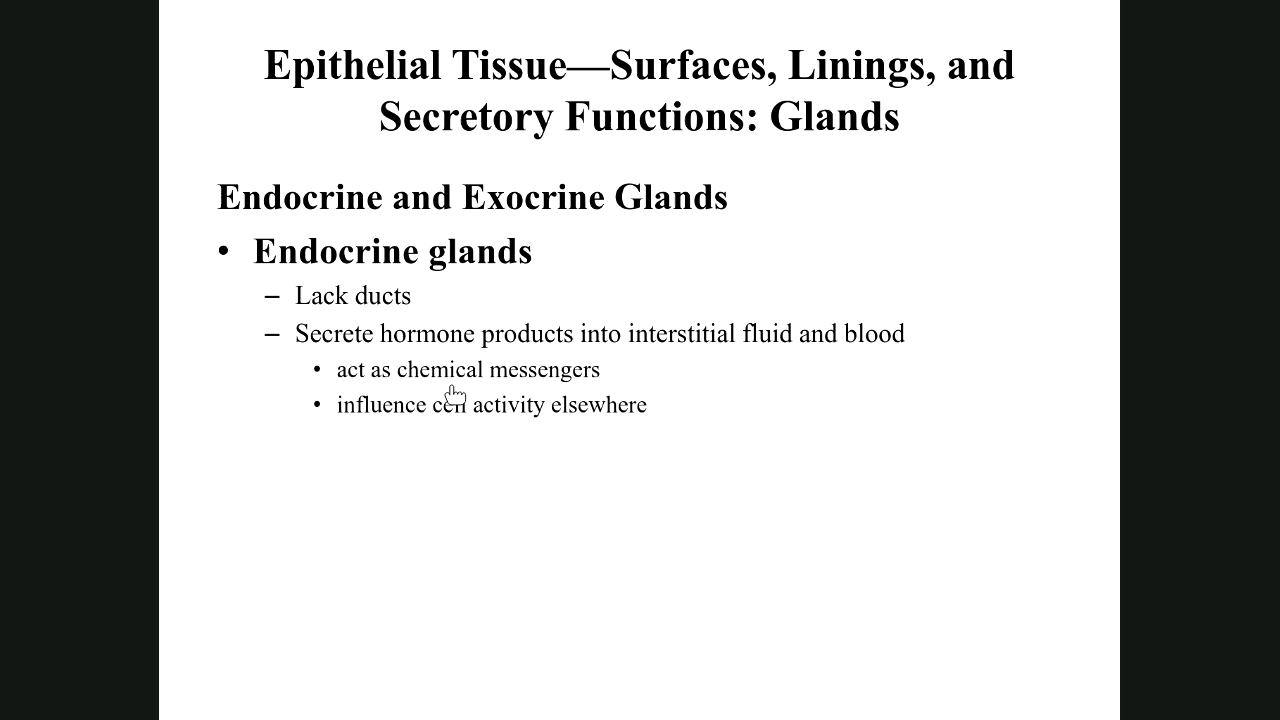 Epithelial Tissue—Surfaces, Linings, and
Secretory Functions: Glands
Endocrine and Exocrine Glands
• Endocrine glands
– Lack ducts
– Secrete hormone products into interstitial fluid and blood
• act as chemical messengers
• influence cell activity elsewhere